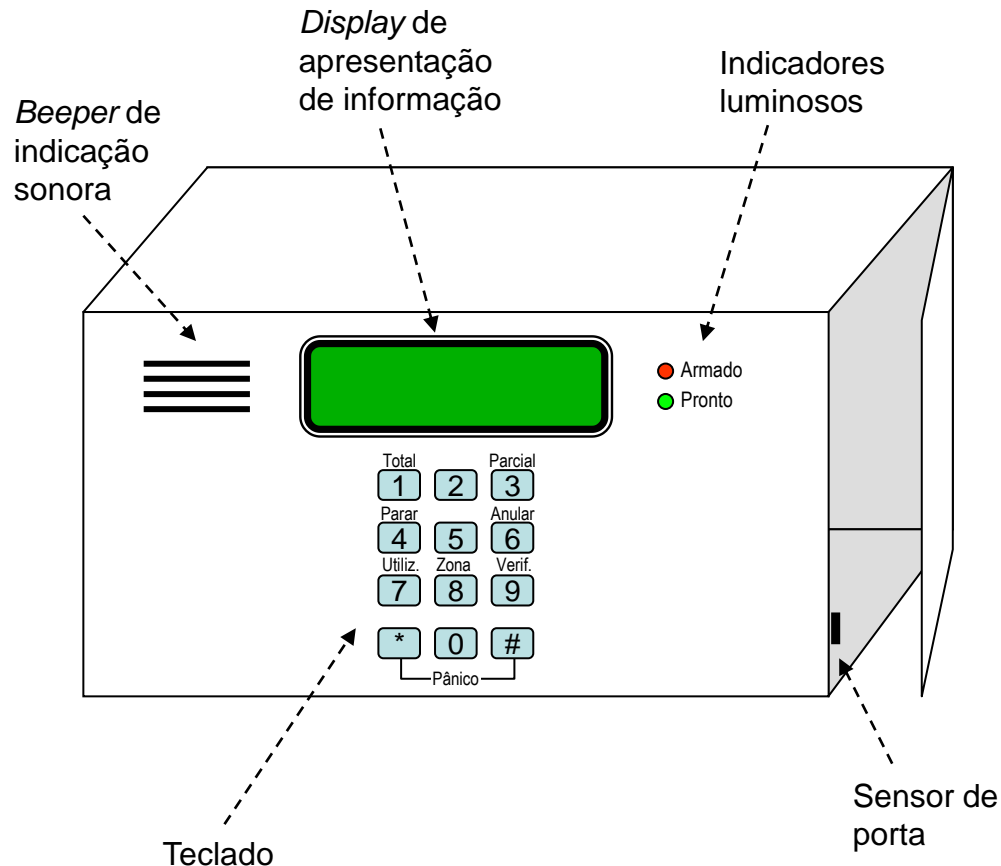 Display de
apresentação
de informação
Indicadores
luminosos
Beeper de
indicação
sonora
Armado
Pronto
Total Parcial
1 2 3
Parar Anular
4 5 6
Utiliz. Zona Verif.
7 8 9
* 0 #
Pânico
Sensor de
porta
Teclado